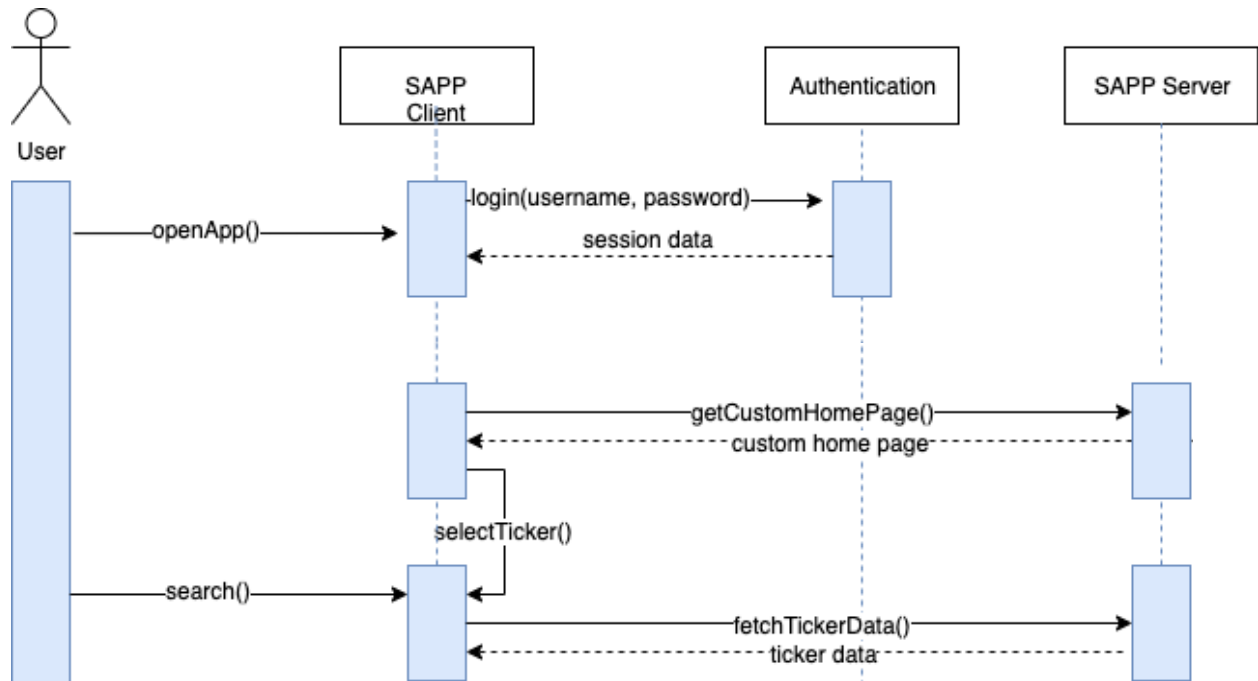 SAPP
Client
Authentication
SAPP Server
User
login(username, password)
openApp()
session data
getCustomHomePage()
custom home page
selectTicker()
search()
fetchTickerData()
ticker data